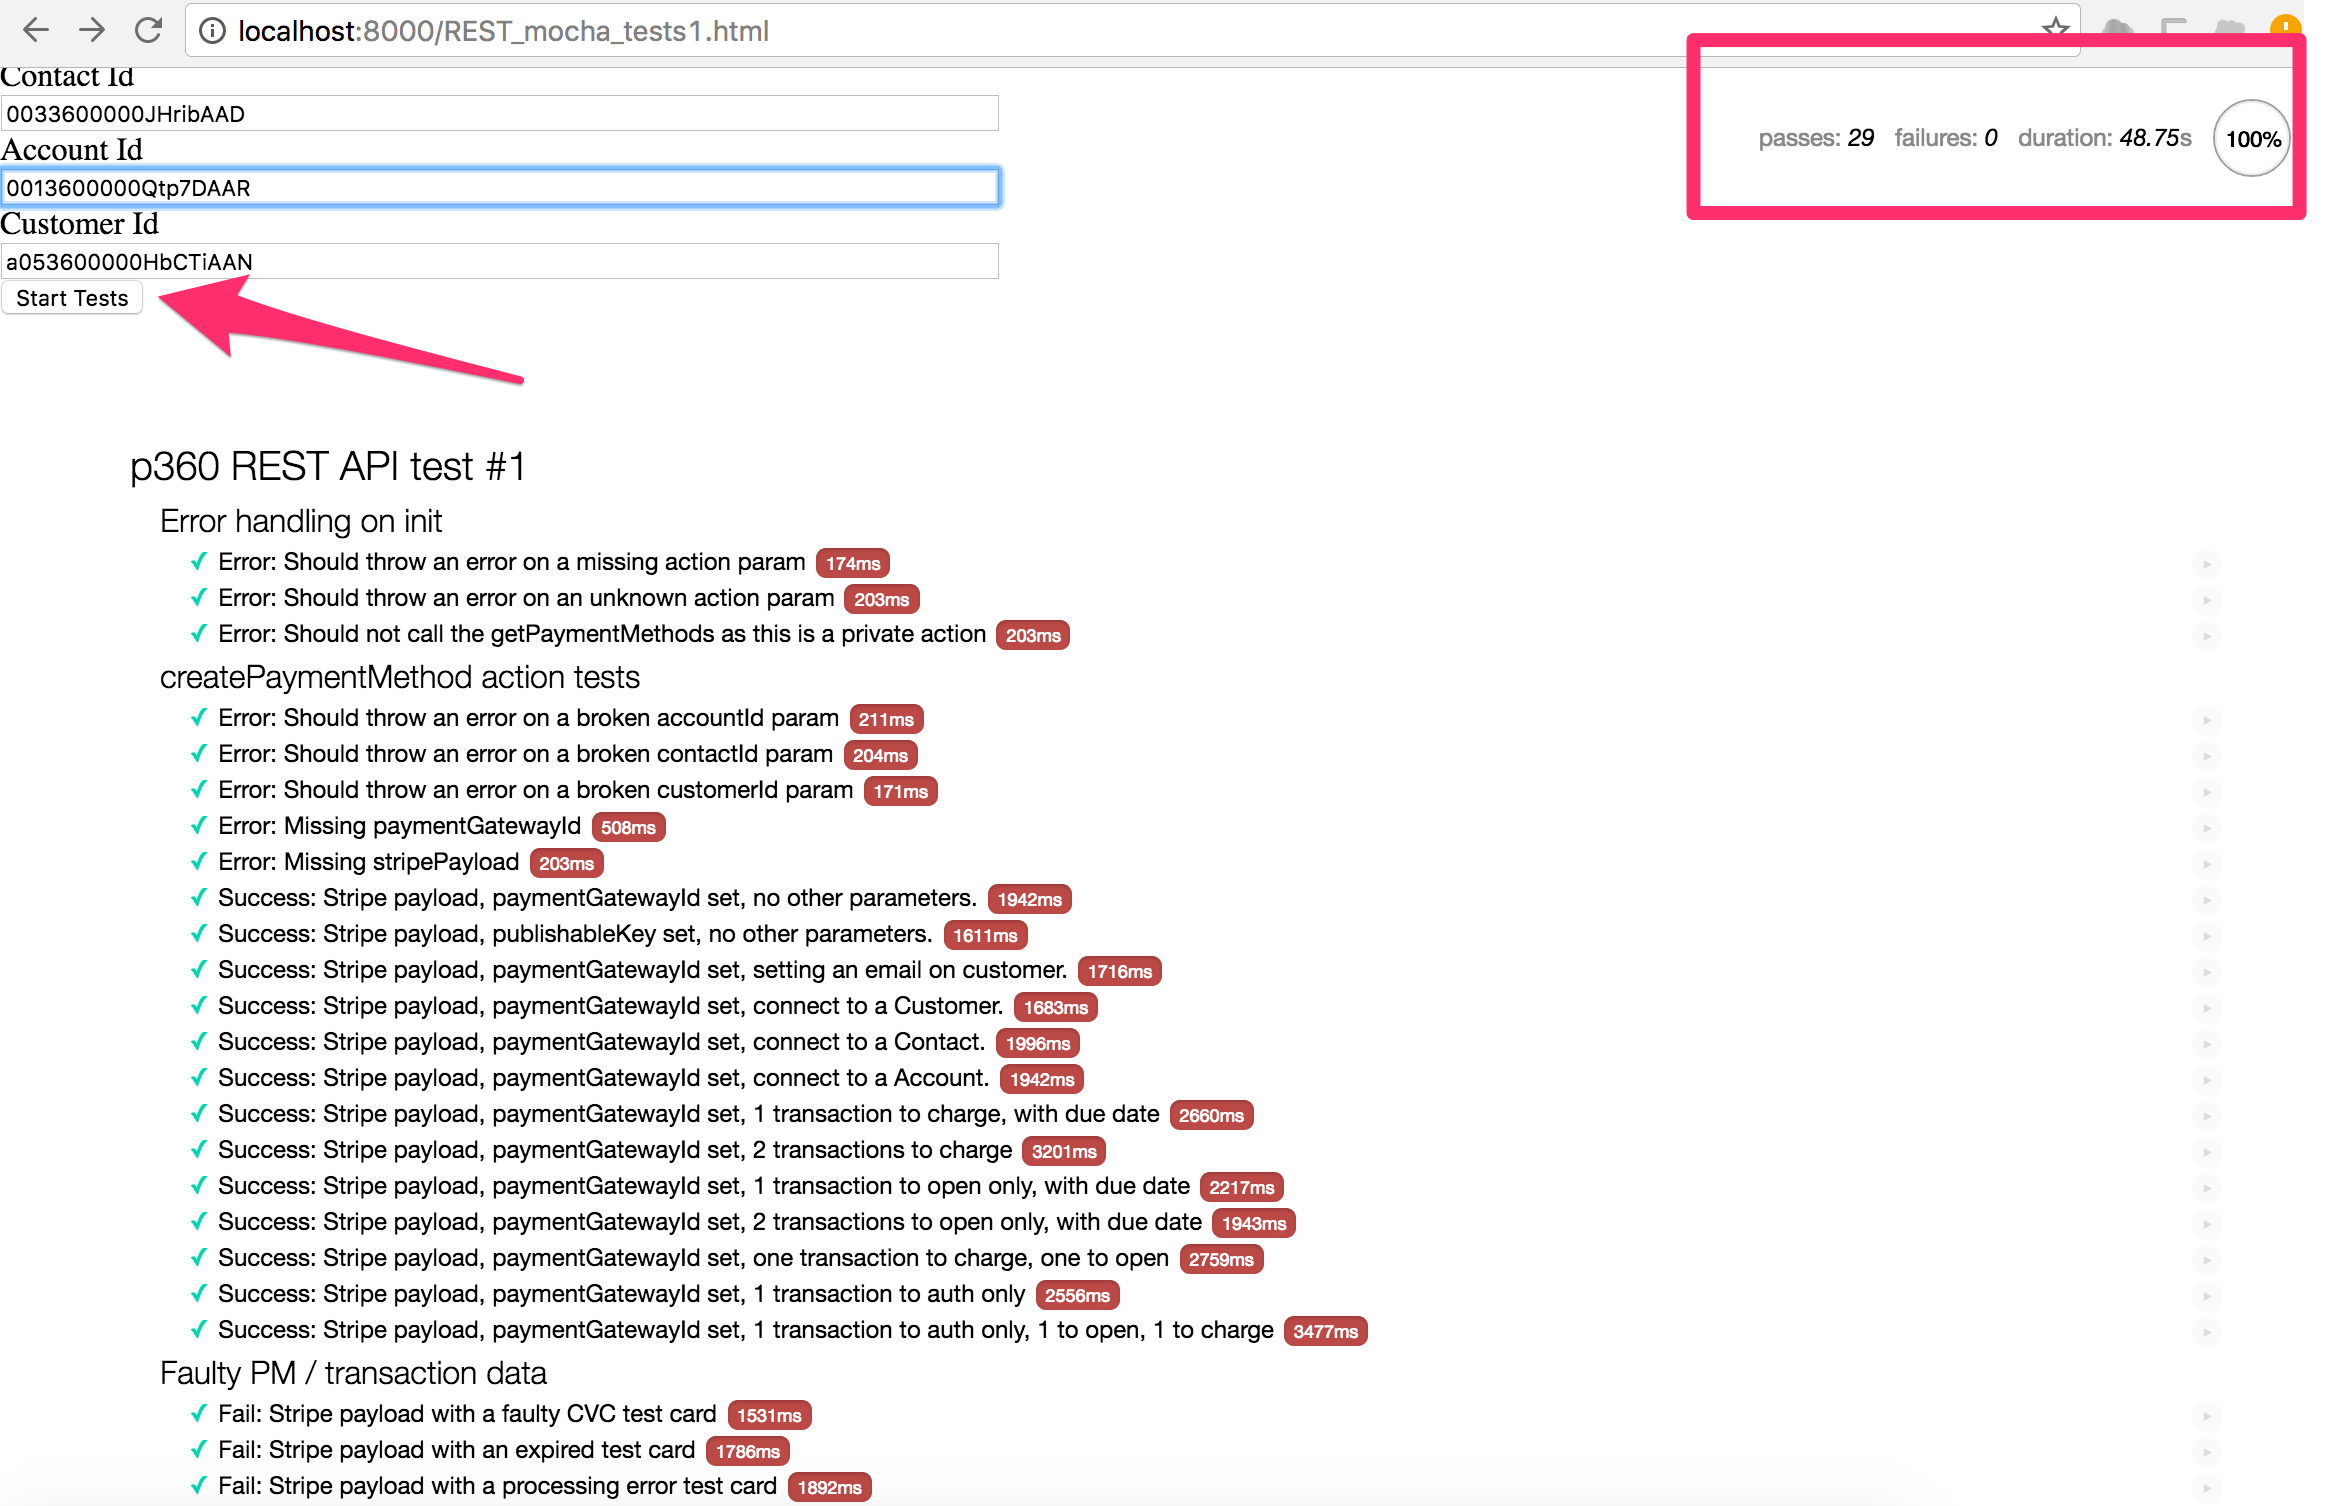 localhost:8000/REST_mocha_tests1.html
Contact Id
0033600000JHribAAD
passes: 29 failures: 0 duration: 48.75s 100%
Account Id
0013600000Qtp7DAAR
Customer Id
a053600000HbCTiAAN
Start Tests
p360 REST API test #1
Error handling on init
✓ Error: Should throw an error on a missing action param 174ms
✓ Error: Should throw an error on an unknown action param 203ms
✓ Error: Should not call the getPaymentMethods as this is a private action 203ms
createPaymentMethod action tests
✓ Error: Should throw an error on a broken accountId param 211ms
✓ Error: Should throw an error on a broken contactId param 204ms
✓ Error: Should throw an error on a broken customerId param 171ms
✓ Error: Missing paymentGatewayId 508ms
✓ Error: Missing stripePayload 203ms
✓ Success: Stripe payload, paymentGatewayId set, no other parameters. 1942ms
✓ Success: Stripe payload, publishableKey set, no other parameters. 1611ms
✓ Success: Stripe payload, paymentGatewayId set, setting an email on customer. 1716ms
✓ Success: Stripe payload, paymentGatewayId set, connect to a Customer. 1683ms
✓ Success: Stripe payload, paymentGatewayId set, connect to a Contact. 1996ms
✓ Success: Stripe payload, paymentGatewayId set, connect to a Account. 1942ms
✓ Success: Stripe payload, paymentGatewayId set, 1 transaction to charge, with due date 2660ms
✓ Success: Stripe payload, paymentGatewayId set, 2 transactions to charge 3201ms
✓ Success: Stripe payload, paymentGatewayId set, 1 transaction to open only, with due date 2217ms
✓ Success: Stripe payload, paymentGatewayId set, 2 transactions to open only, with due date 1943ms
✓ Success: Stripe payload, paymentGatewayId set, one transaction to charge, one to open 2759ms
✓ Success: Stripe payload, paymentGatewayId set, 1 transaction to auth only 2556ms
✓ Success: Stripe payload, paymentGatewayId set, 1 transaction to auth only, 1 to open, 1 to charge 3477ms
Faulty PM / transaction data
✓ Fail: Stripe payload with a faulty CVC test card 1531ms
✓ Fail: Stripe payload with an expired test card 1786ms
✓ Fail: Stripe payload with a processing error test card 1892ms